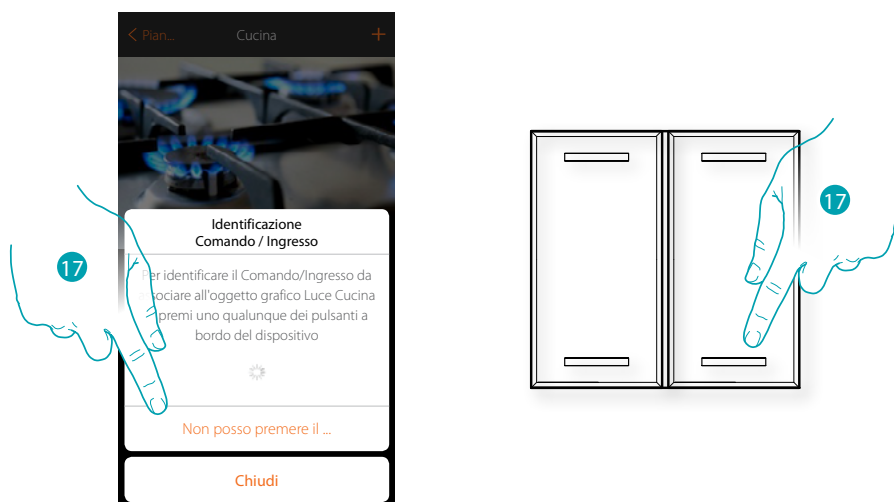 Pian...
Cucina
+
Identificazione
Comando / Ingresso
Per identificare il Comando/Ingresso da
sociare all'oggetto grafico Luce Cucina
premi uno qualunque dei pulsanti a
bordo del dispositivo
Non posso premere il ...
Chiudi
17
17